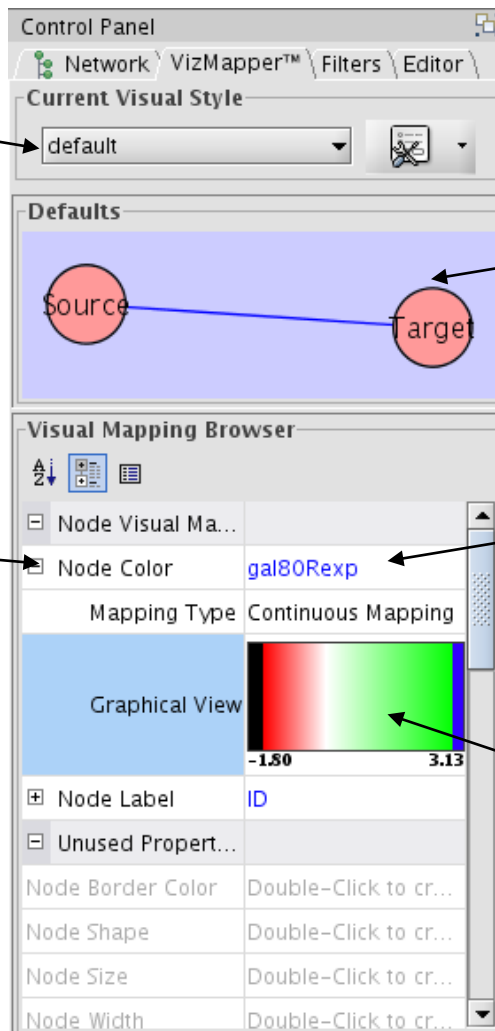 Control Panel
Network VizMapper™ Filters Editor
Current Visual Style
default
Defaults
Source
Target
Visual Mapping Browser
Node Visual Ma...
Node Color gal80Rexp
Mapping Type Continuous Mapping
Graphical View
-1.80 3.13
Node Label ID
Unused Propert...
Node Border Color Double-Click to cr...
Node Shape Double-Click to cr...
Node Size Double-Click to cr...
Node Width Double-Click to cr...